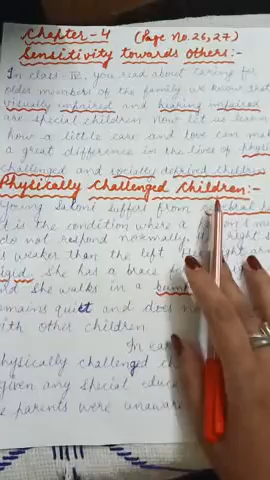 Chapter - 4 (Page No. 26, 27)
Sensitivity towards Others:-
In class-IV, you read about caring for
older members of the family we know that
visually impaired and hearing impaired
are special children now let us learn
how a little care and love can make
a great difference in the lives of
challenged and socially deprived children
Physically Challenged Children:-
Young Saloni suffers from cerebral
It is the condition where a
do not respond normally. right
is weaker than the left right
rigid. She has a brace
and she walks in a
remains quiet and does
with other children
In
physically challenged
given any special
parents were unaware